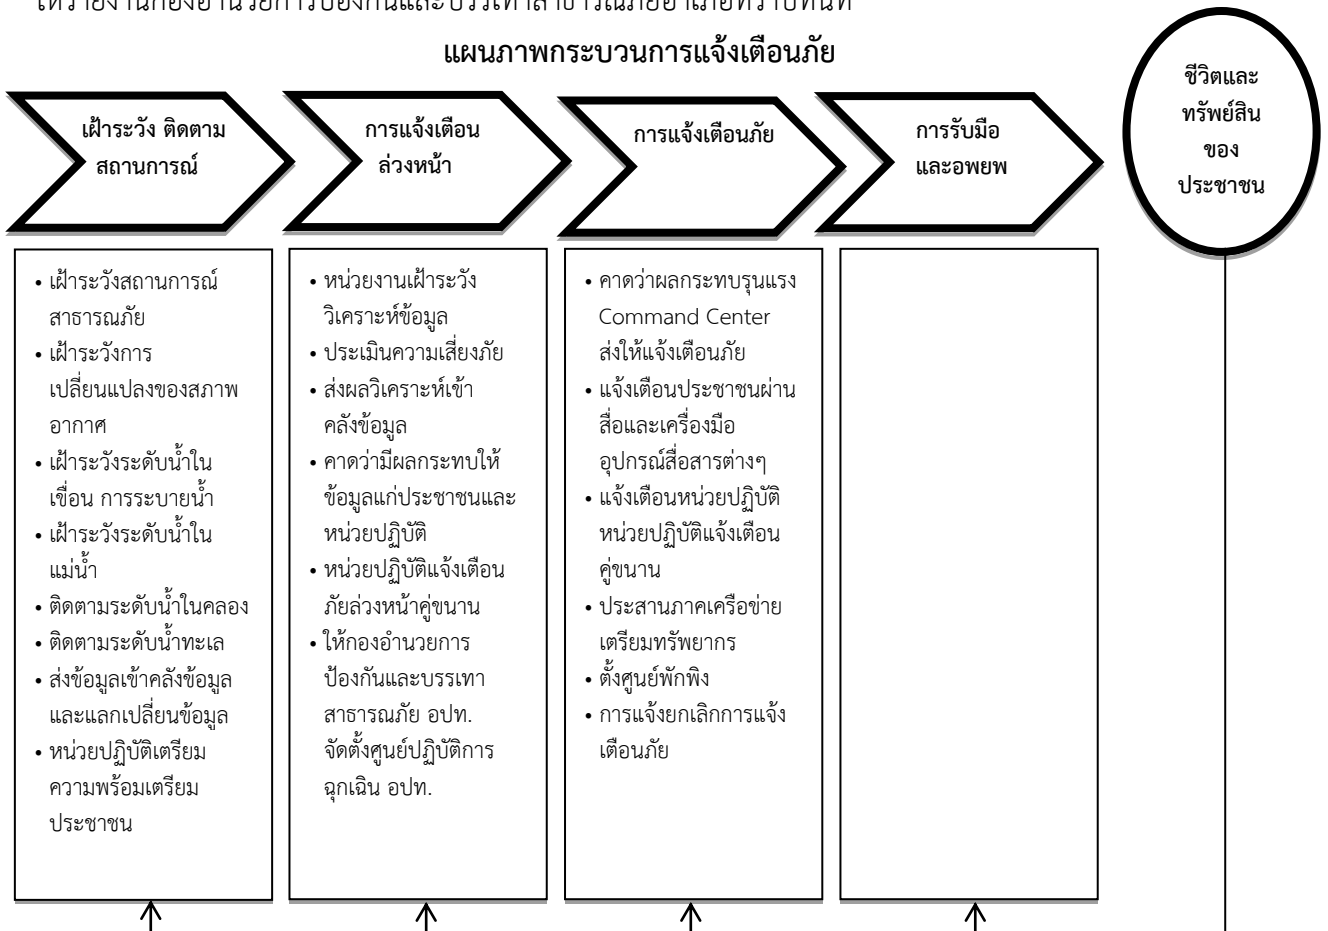 ให้รายงานกองอำนวยการป้องกันและบรรเทาสาธารณภัยอำเภอทราบทันที
แผนภาพกระบวนการแจ้งเตือนภัย
เฝ้าระวัง ติดตาม
สถานการณ์
การแจ้งเตือน
ล่วงหน้า
การแจ้งเตือนภัย
การรับมือ
และอพยพ
ชีวิตและ
ทรัพย์สิน
ของ
ประชาชน
• เฝ้าระวังสถานการณ์
สาธารณภัย
• เฝ้าระวังการ
เปลี่ยนแปลงของสภาพ
อากาศ
• เฝ้าระวังระดับน้ำใน
เขื่อน การระบายน้ำ
• เฝ้าระวังระดับน้ำใน
แม่น้ำ
• ติดตามระดับน้ำในคลอง
• ติดตามระดับน้ำทะเล
• ส่งข้อมูลเข้าคลังข้อมูล
และแลกเปลี่ยนข้อมูล
• หน่วยปฏิบัติเตรียม
ความพร้อมเตรียม
ประชาชน
• หน่วยงานเฝ้าระวัง
วิเคราะห์ข้อมูล
• ประเมินความเสี่ยงภัย
• ส่งผลวิเคราะห์เข้า
คลังข้อมูล
• คาดว่ามีผลกระทบให้
ข้อมูลแก่ประชาชนและ
หน่วยปฏิบัติ
• หน่วยปฏิบัติแจ้งเตือน
ภัยล่วงหน้าคู่ขนาน
• ให้กองอำนวยการ
ป้องกันและบรรเทา
สาธารณภัย อปท.
จัดตั้งศูนย์ปฏิบัติการ
ฉุกเฉิน อปท.
• คาดว่าผลกระทบรุนแรง
Command Center
ส่งให้แจ้งเตือนภัย
• แจ้งเตือนประชาชนผ่าน
สื่อและเครื่องมือ
อุปกรณ์สื่อสารต่างๆ
• แจ้งเตือนหน่วยปฏิบัติ
หน่วยปฏิบัติแจ้งเตือน
คู่ขนาน
• ประสานภาคเครือข่าย
เตรียมทรัพยากร
• ตั้งศูนย์พักพิง
• การแจ้งยกเลิกการแจ้ง
เตือนภัย